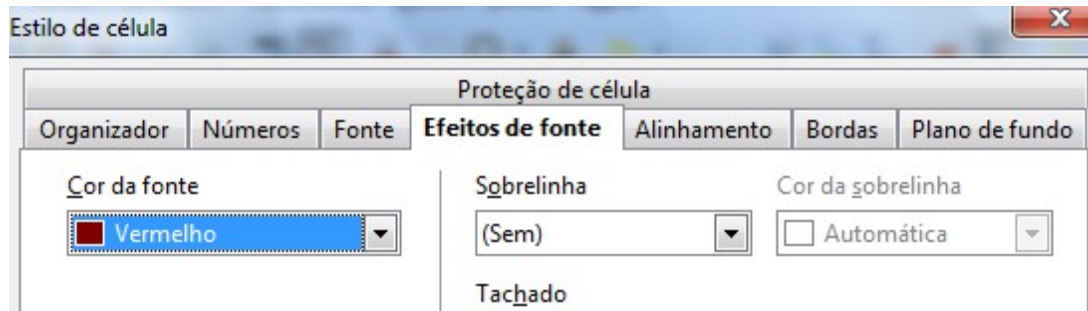 Estilo de célula
Proteção de célula
Organizador Números Fonte Efeitos de fonte Alinhamento Bordas Plano de fundo
Cor da fonte Sobrelinha Cor da sobrelinha
Vermelho (Sem) Automática
Tachado